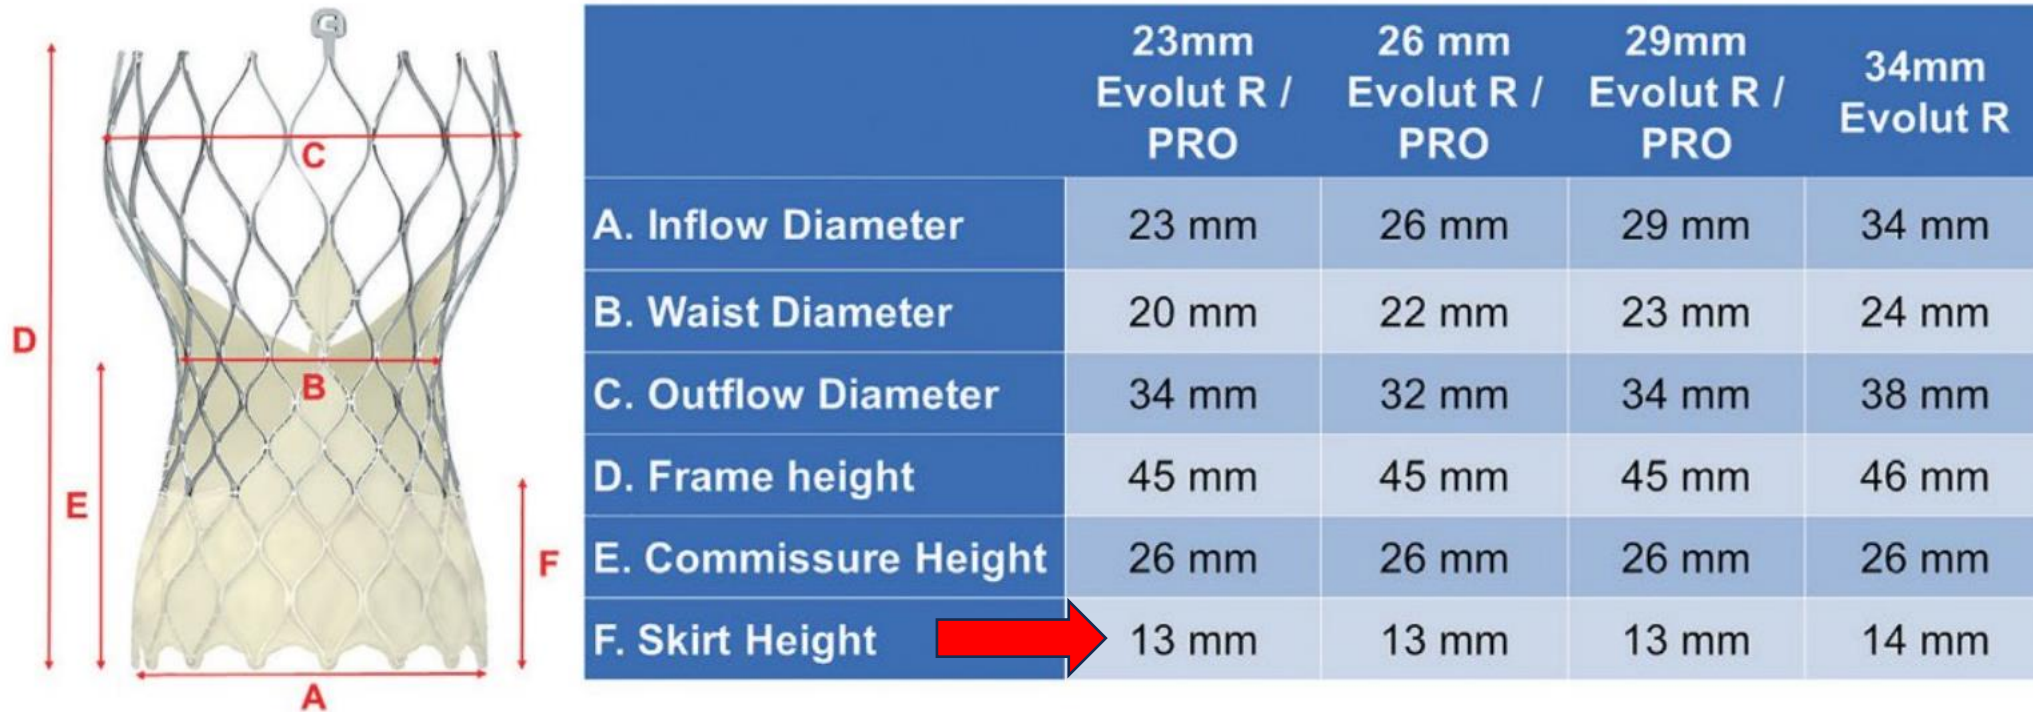 C
D
B
E
F
A
23mm
Evolut R /
PRO
26 mm
Evolut R /
PRO
29mm
Evolut R /
PRO
34mm
Evolut R
A. Inflow Diameter 23 mm 26 mm 29 mm 34 mm
B. Waist Diameter 20 mm 22 mm 23 mm 24 mm
C. Outflow Diameter 34 mm 32 mm 34 mm 38 mm
D. Frame height 45 mm 45 mm 45 mm 46 mm
E. Commissure Height 26 mm 26 mm 26 mm 26 mm
F. Skirt Height 13 mm 13 mm 13 mm 14 mm